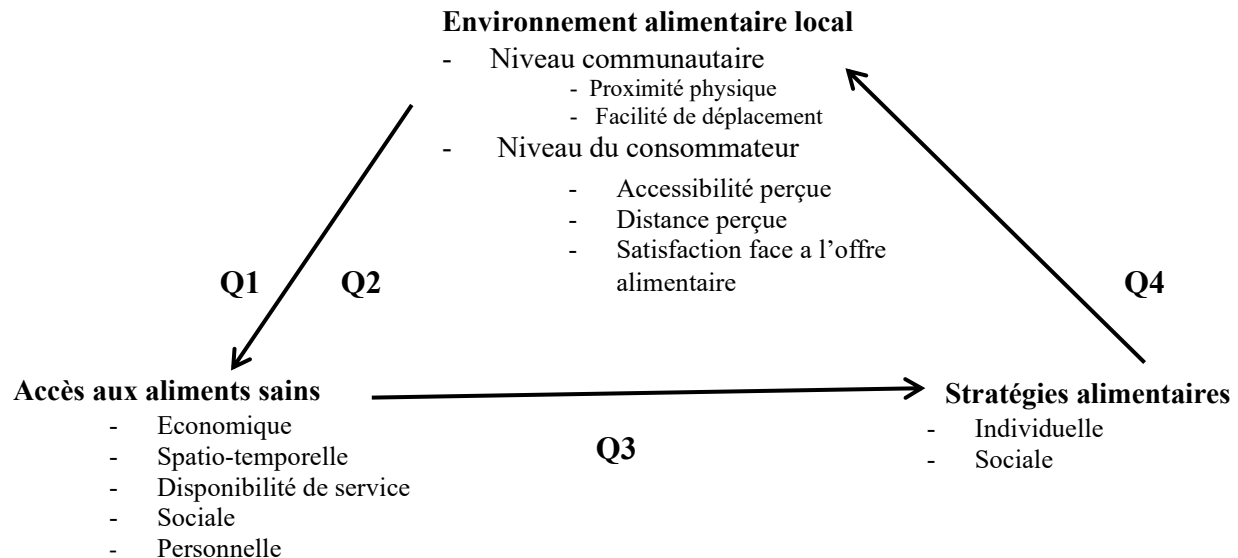 Environnement alimentaire local
- Niveau communautaire
- Proximité physique
- Facilité de déplacement
- Niveau du consommateur
- Accessibilité perçue
- Distance perçue
- Satisfaction face a l’offre
alimentaire
Q1
Q2
Q4
Accès aux aliments sains
- Economique
- Spatio-temporelle
- Disponibilité de service
- Sociale
- Personnelle
Q3
Stratégies alimentaires
- Individuelle
- Sociale